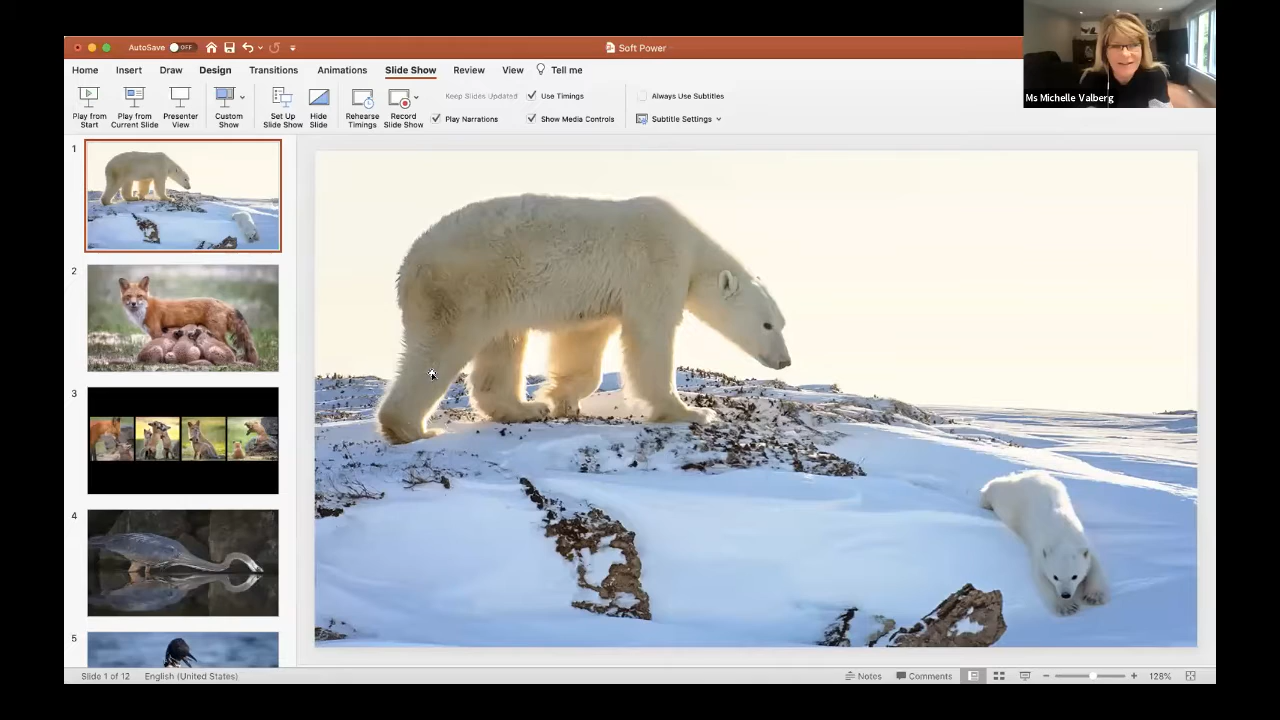 AutoSave OFF
Soft Power
Home Insert Draw Design Transitions Animations Slide Show Review View Tell me
Play from Start
Play from Current Slide
Presenter View
Custom Show
Set Up Slide Show
Hide Slide
Rehearse Timings
Record Slide Show
Keep Slides Updated
Use Timings
Play Narrations
Show Media Controls
Always Use Subtitles
Subtitle Settings
Ms Michelle Valberg
1
2
3
4
5
Slide 1 of 12 English (United States) Notes Comments 128%